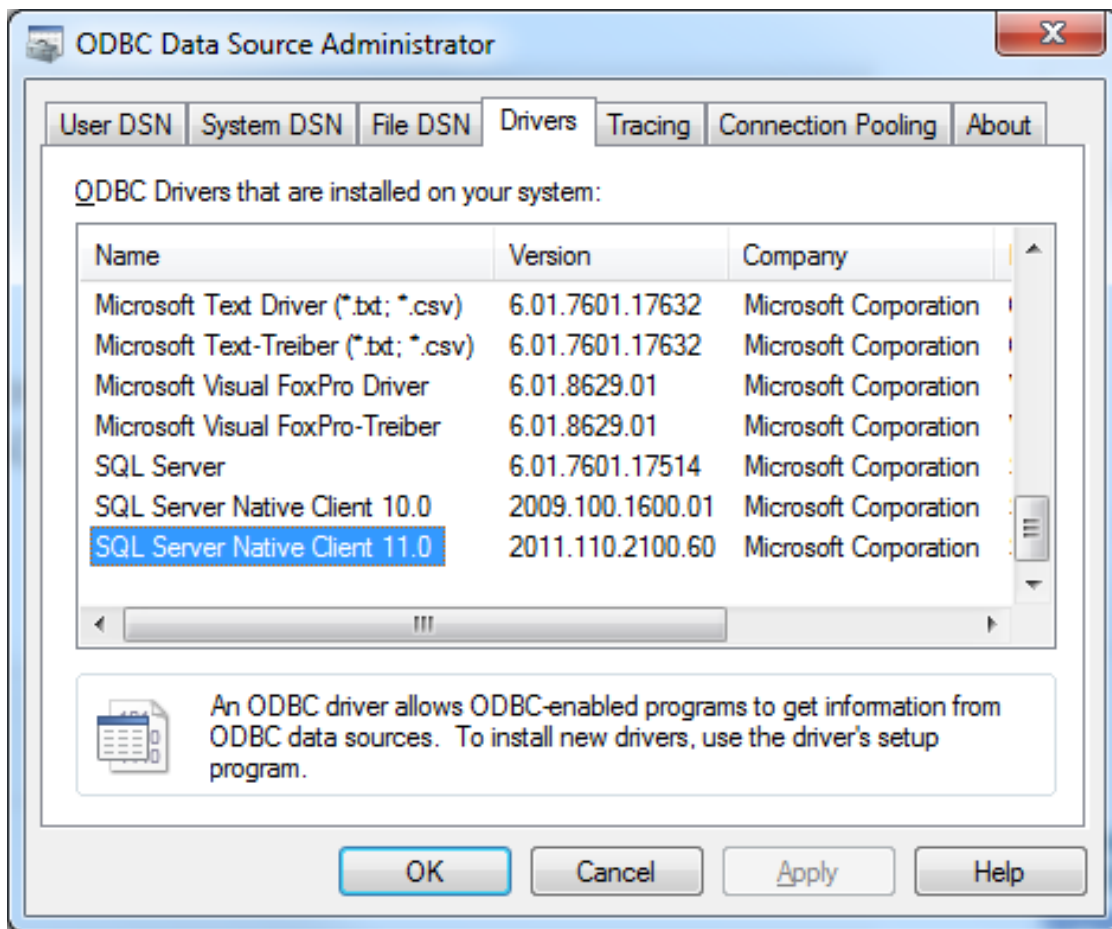 ODBC Data Source Administrator
User DSN System DSN File DSN Drivers Tracing Connection Pooling About
ODBC Drivers that are installed on your system:
Name Version Company
Microsoft Text Driver (*.txt; *.csv) 6.01.7601.17632 Microsoft Corporation
Microsoft Text-Treiber (*.txt; *.csv) 6.01.7601.17632 Microsoft Corporation
Microsoft Visual FoxPro Driver 6.01.8629.01 Microsoft Corporation
Microsoft Visual FoxPro-Treiber 6.01.8629.01 Microsoft Corporation
SQL Server 6.01.7601.17514 Microsoft Corporation
SQL Server Native Client 10.0 2009.100.1600.01 Microsoft Corporation
SQL Server Native Client 11.0 2011.110.2100.60 Microsoft Corporation
An ODBC driver allows ODBC-enabled programs to get information from
ODBC data sources. To install new drivers, use the driver's setup
program.
OK Cancel Apply Help